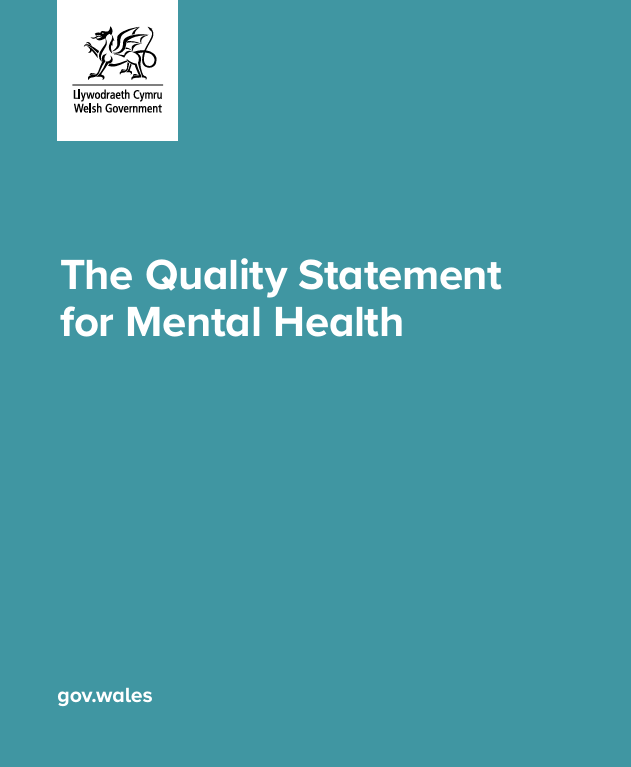 Llywodraeth Cymru
Welsh Government
The Quality Statement
for Mental Health
gov.wales